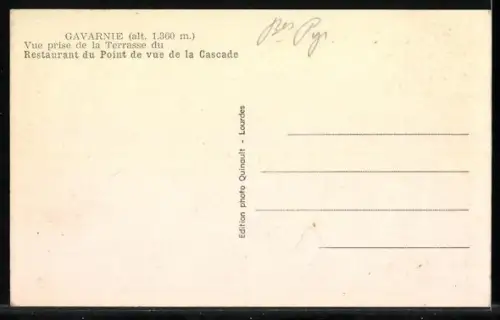 GAVARNIE (alt. 1.360 m.)
Vue prise de la Terrasse du
Restaurant du Point de vue de la Cascade
Bses Pyr.
Edition photo Quinault - Lourdes